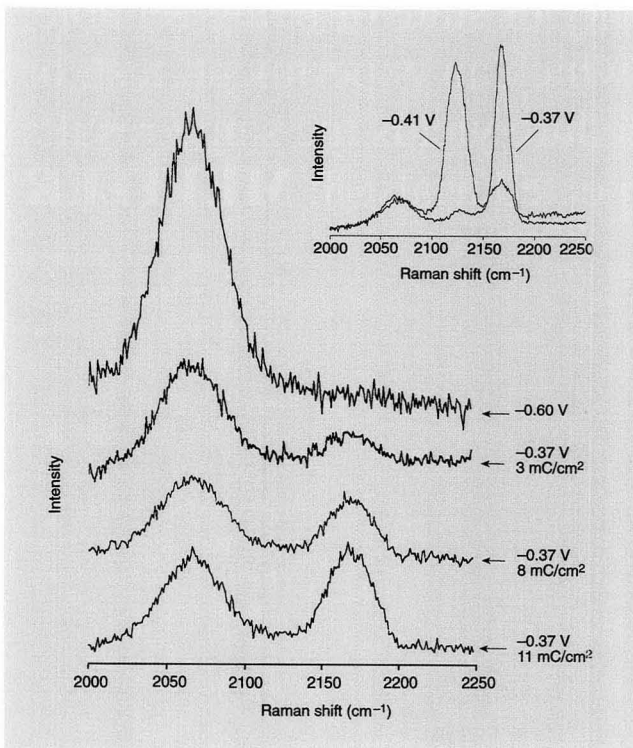 −0.41 V
−0.37 V
Intensity
2000 2050 2100 2150 2200 2250
Raman shift (cm⁻¹)
−0.60 V
−0.37 V
3 mC/cm²
Intensity
−0.37 V
8 mC/cm²
−0.37 V
11 mC/cm²
2000 2050 2100 2150 2200 2250
Raman shift (cm⁻¹)